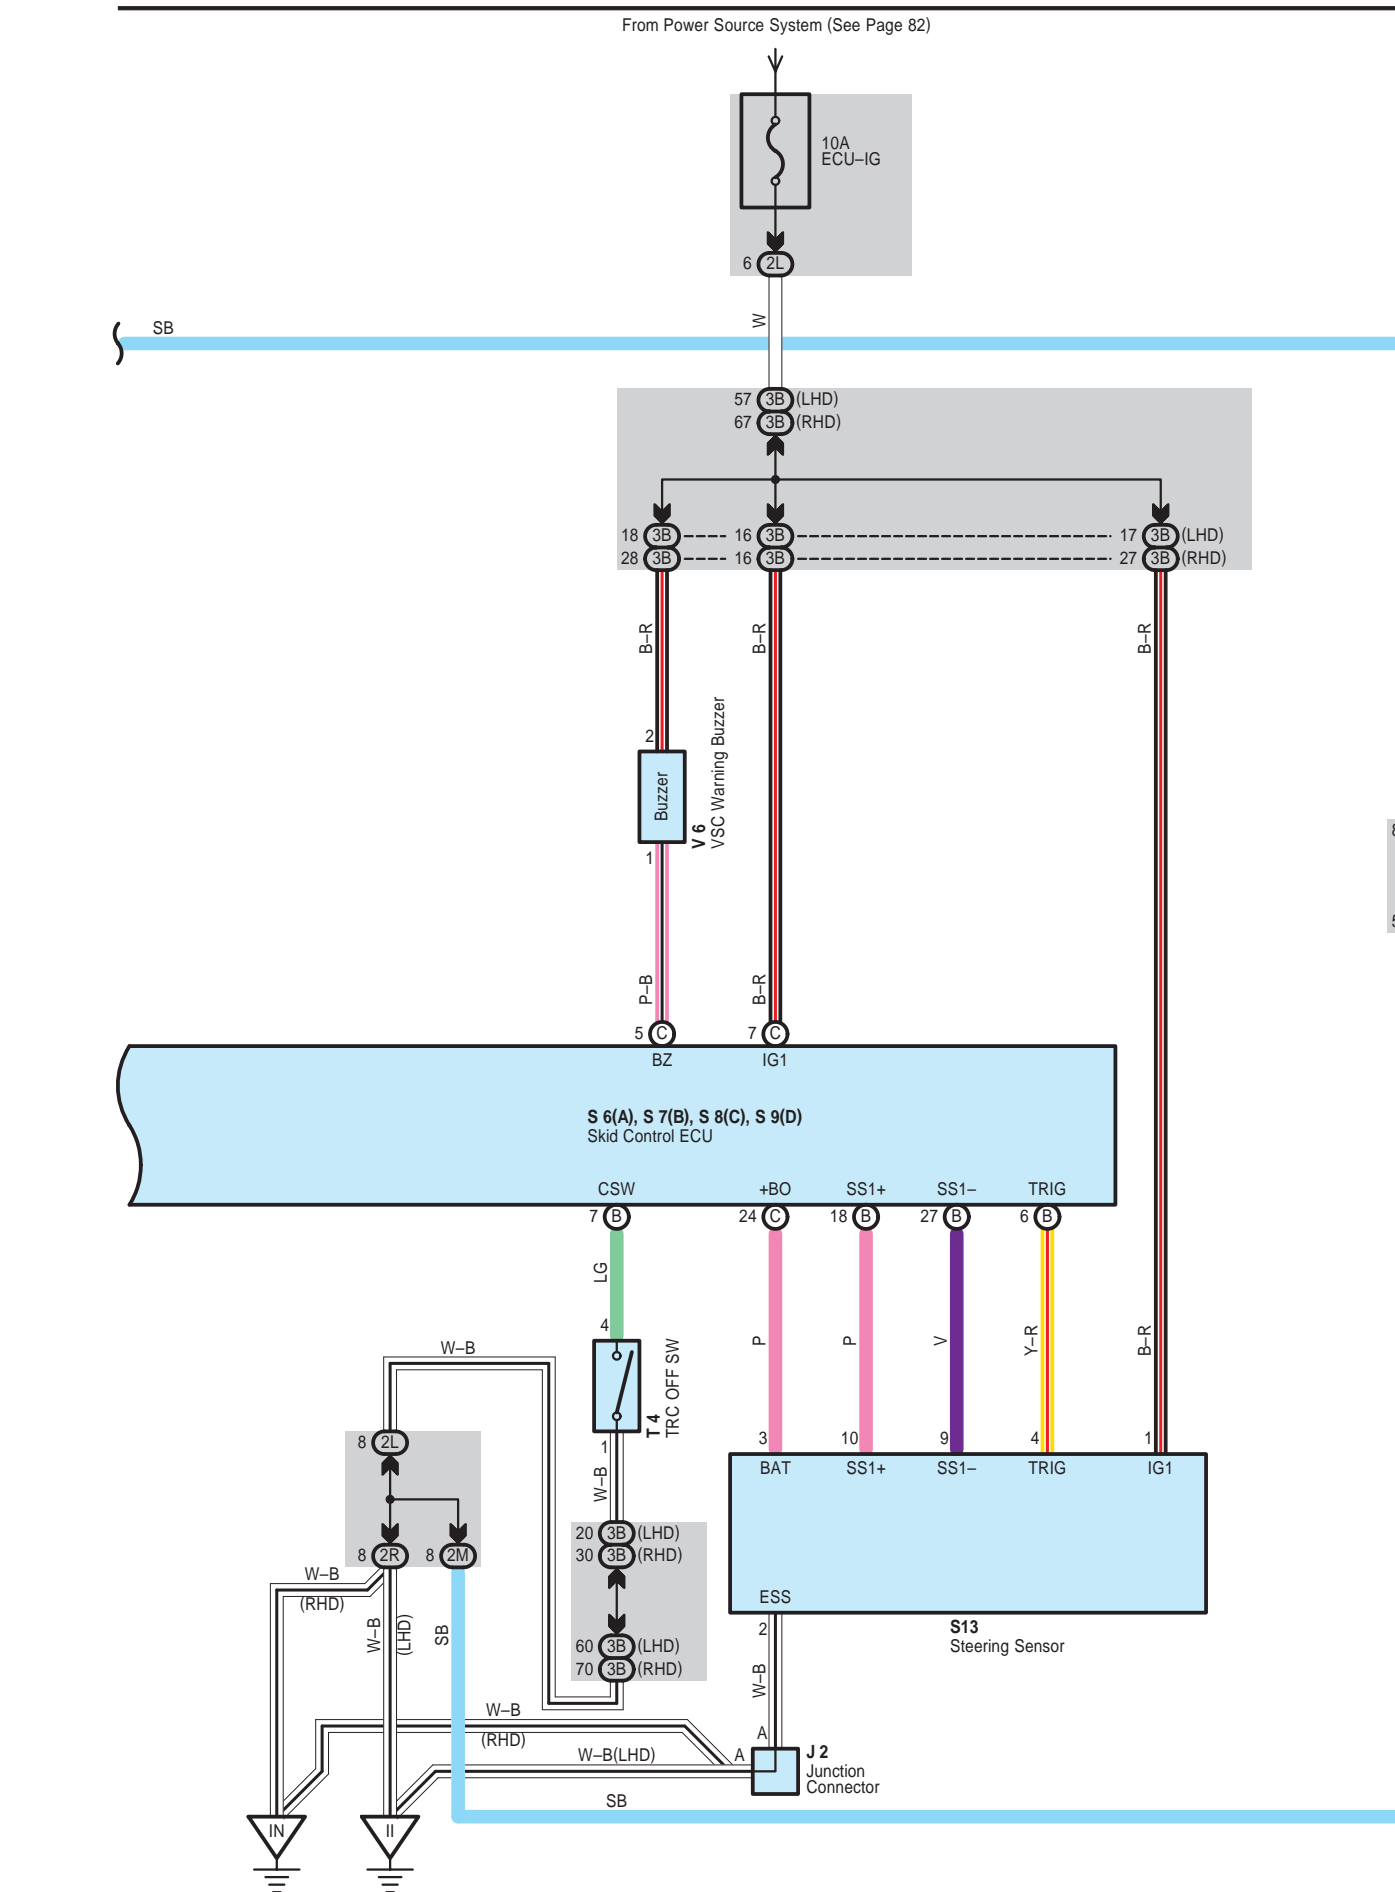 From Power Source System (See Page 82)
10A
ECU–IG
6 2L
SB
W
57 3B (LHD)
67 3B (RHD)
18 3B 16 3B 17 3B (LHD)
28 3B 16 3B 27 3B (RHD)
B–R B–R B–R
2
Buzzer
V 6
VSC Warning Buzzer
1
P–B B–R
5 C 7 C
BZ IG1
S 6(A), S 7(B), S 8(C), S 9(D)
Skid Control ECU
CSW +BO SS1+ SS1– TRIG
7 B 24 C 18 B 27 B 6 B
LG
4
W–B P P V Y–R B–R
T 4
TRC OFF SW
8 2L
1
3 10 9 4 1
BAT SS1+ SS1– TRIG IG1
W–B
20 3B (LHD)
30 3B (RHD)
8 2R 8 2M
W–B
(RHD)
W–B
(LHD)
SB
ESS
2
S13
Steering Sensor
60 3B (LHD)
70 3B (RHD)
W–B
W–B
(RHD)
A
W–B(LHD) A
J 2
Junction
Connector
SB
IN II